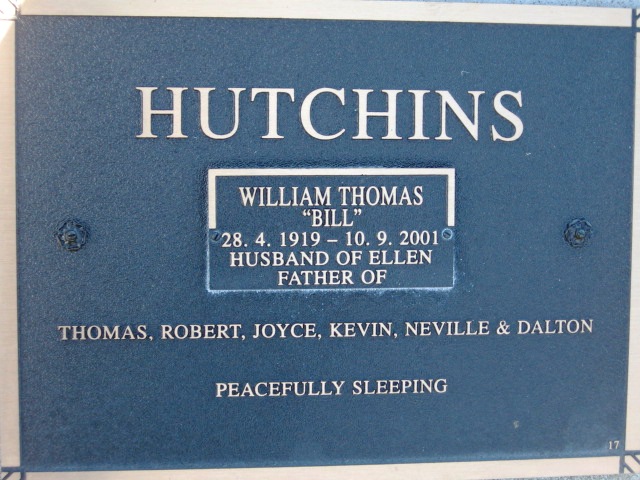 HUTCHINS
WILLIAM THOMAS
“BILL”
28. 4. 1919 – 10. 9. 2001
HUSBAND OF ELLEN
FATHER OF
THOMAS, ROBERT, JOYCE, KEVIN, NEVILLE & DALTON
PEACEFULLY SLEEPING
17